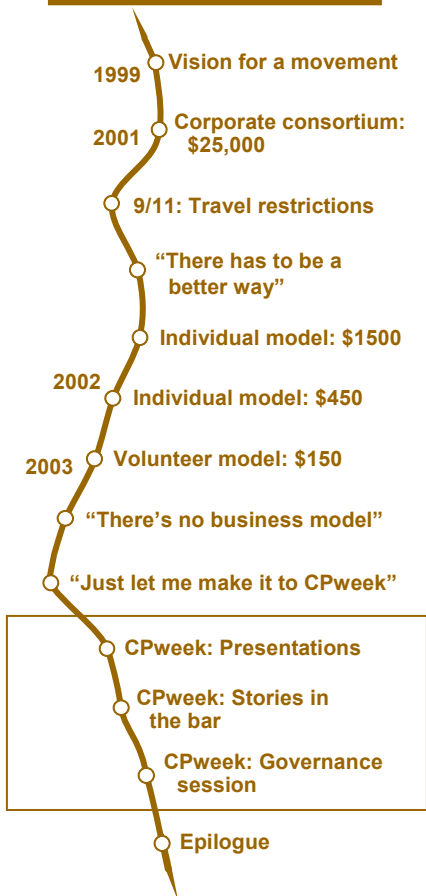 1999
Vision for a movement
2001
Corporate consortium:
$25,000
9/11: Travel restrictions
“There has to be a
better way”
Individual model: $1500
2002
Individual model: $450
2003
Volunteer model: $150
“There’s no business model”
“Just let me make it to CPweek”
CPweek: Presentations
CPweek: Stories in
the bar
CPweek: Governance
session
Epilogue